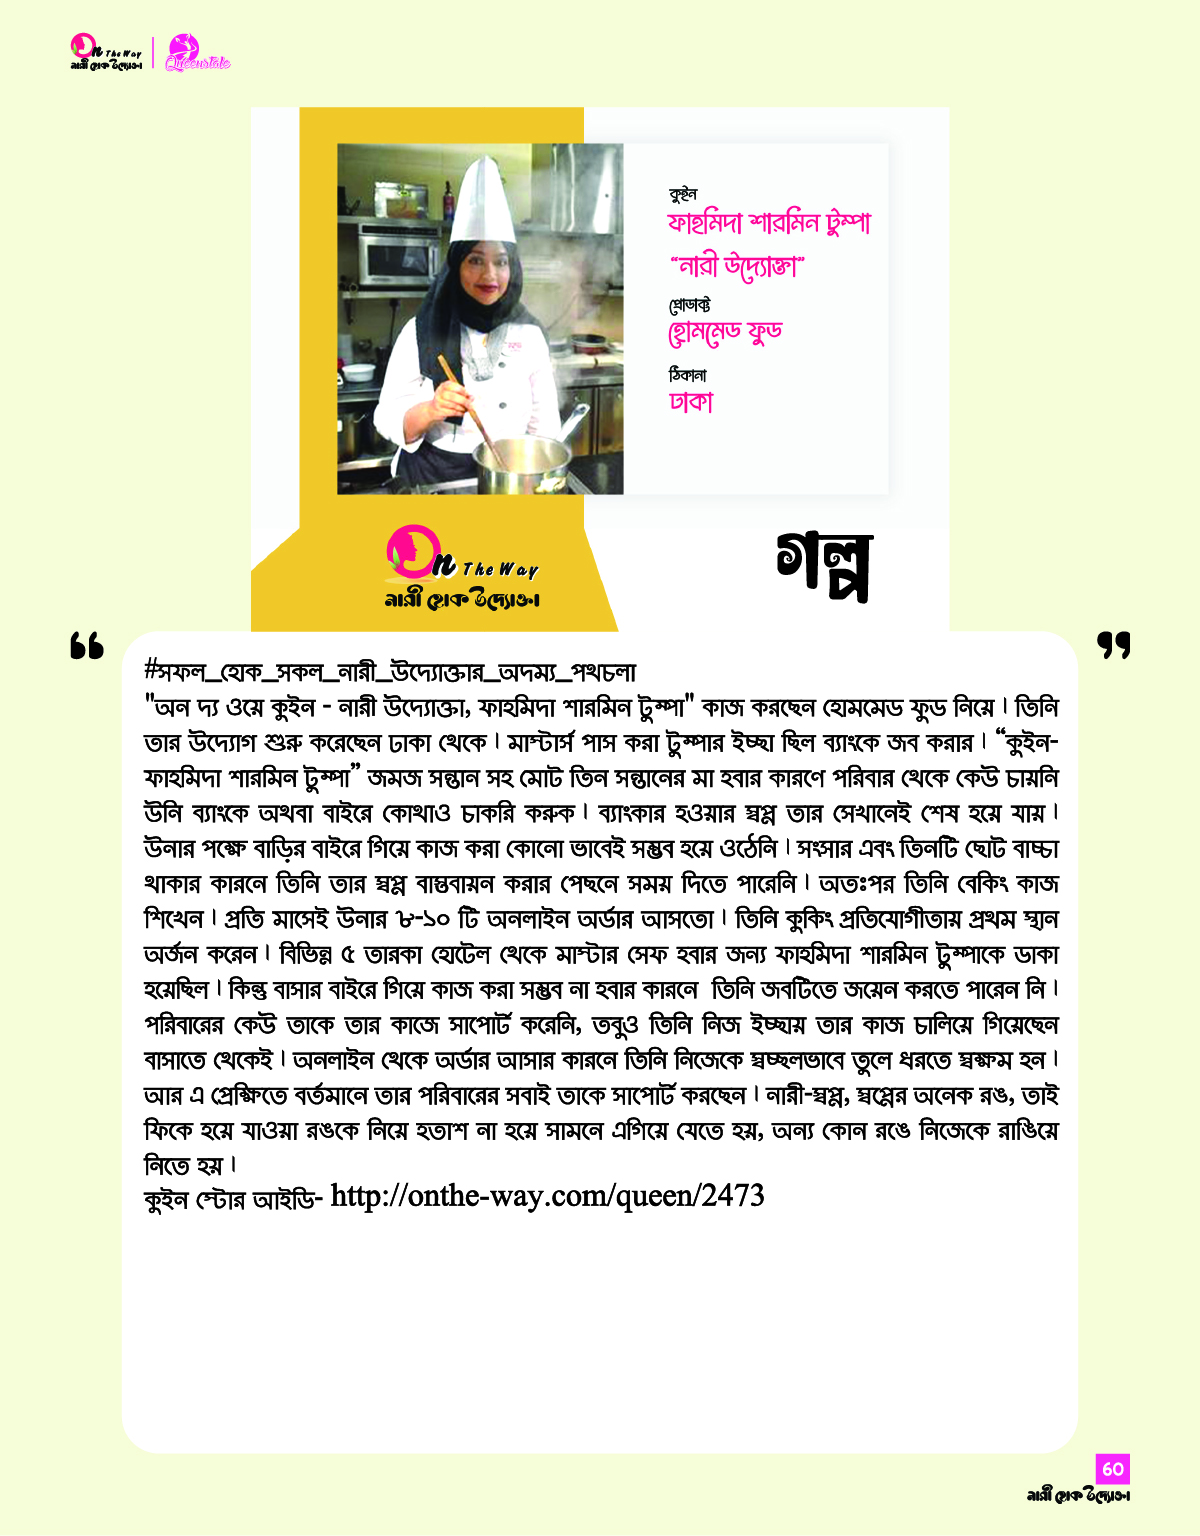 On The Way
নারী হোক উদ্যোক্তা
Queenstale
কুইন
ফাহমিদা শারমিন টুম্পা
“নারী উদ্যোক্তা”
প্রোডাক্ট
হোমমেড ফুড
ঠিকানা
ঢাকা
On The Way
নারী হোক উদ্যোক্তা
গল্প
#সফল_হোক_সকল_নারী_উদ্যোক্তার_অদম্য_পথচলা
"অন দ্য ওয়ে কুইন - নারী উদ্যোক্তা, ফাহমিদা শারমিন টুম্পা" কাজ করছেন হোমমেড ফুড নিয়ে। তিনি
তার উদ্যোগ শুরু করেছেন ঢাকা থেকে। মাস্টার্স পাস করা টুম্পার ইচ্ছা ছিল ব্যাংকে জব করার। “কুইন-
ফাহমিদা শারমিন টুম্পা” জমজ সন্তান সহ মোট তিন সন্তানের মা হবার কারণে পরিবার থেকে কেউ চায়নি
উনি ব্যাংকে অথবা বাইরে কোথাও চাকরি করুক। ব্যাংকার হওয়ার স্বপ্ন তার সেখানেই শেষ হয়ে যায়।
উনার পক্ষে বাড়ির বাইরে গিয়ে কাজ করা কোনো ভাবেই সম্ভব হয়ে ওঠেনি। সংসার এবং তিনটি ছোট বাচ্চা
থাকার কারনে তিনি তার স্বপ্ন বাস্তবায়ন করার পেছনে সময় দিতে পারেনি। অতঃপর তিনি বেকিং কাজ
শিখেন। প্রতি মাসেই উনার ৮-১০ টি অনলাইন অর্ডার আসতো। তিনি কুকিং প্রতিযোগীতায় প্রথম স্থান
অর্জন করেন। বিভিন্ন ৫ তারকা হোটেল থেকে মাস্টার সেফ হবার জন্য ফাহমিদা শারমিন টুম্পাকে ডাকা
হয়েছিল। কিন্তু বাসার বাইরে গিয়ে কাজ করা সম্ভব না হবার কারনে তিনি জবটিতে জয়েন করতে পারেন নি।
পরিবারের কেউ তাকে তার কাজে সাপোর্ট করেনি, তবুও তিনি নিজ ইচ্ছায় তার কাজ চালিয়ে গিয়েছেন
বাসাতে থেকেই। অনলাইন থেকে অর্ডার আসার কারনে তিনি নিজেকে স্বচ্ছলভাবে তুলে ধরতে স্বক্ষম হন।
আর এ প্রেক্ষিতে বর্তমানে তার পরিবারের সবাই তাকে সাপোর্ট করছেন। নারী-স্বপ্ন, স্বপ্নের অনেক রঙ, তাই
ফিকে হয়ে যাওয়া রঙকে নিয়ে হতাশ না হয়ে সামনে এগিয়ে যেতে হয়, অন্য কোন রঙে নিজেকে রাঙিয়ে
নিতে হয়।
কুইন স্টোর আইডি- http://onthe-way.com/queen/2473
60
নারী হোক উদ্যোক্তা